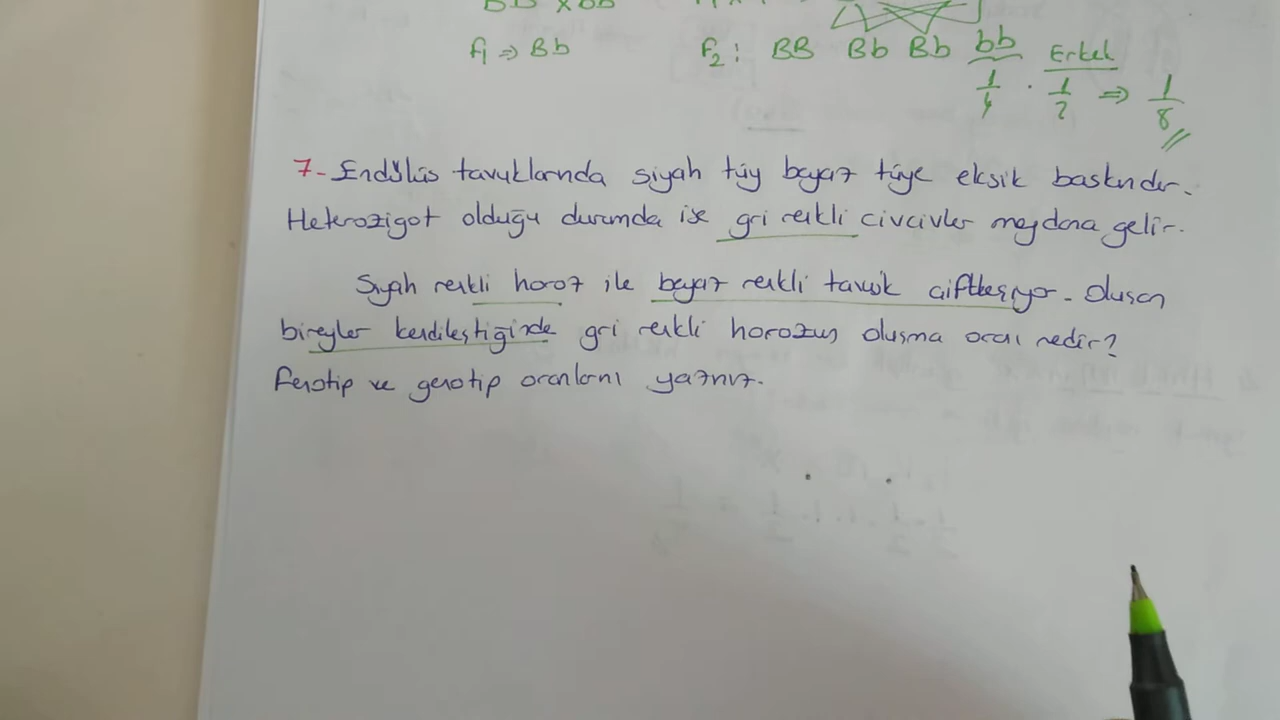 F1 ⇒ Bb F2: BB Bb Bb bb Erkek
1/4 · 1/2 ⇒ 1/8
7- Endülüs tavuklarında siyah tüy beyaz tüye eksik baskındır.
Heterozigot olduğu durumda ise gri renkli civcivler meydana gelir.
Siyah renkli horoz ile beyaz renkli tavuk çiftleşiyor. Oluşan
bireyler kendileştiğinde gri renkli horozun oluşma oranı nedir?
Fenotip ve genotip oranlarını yazınız.